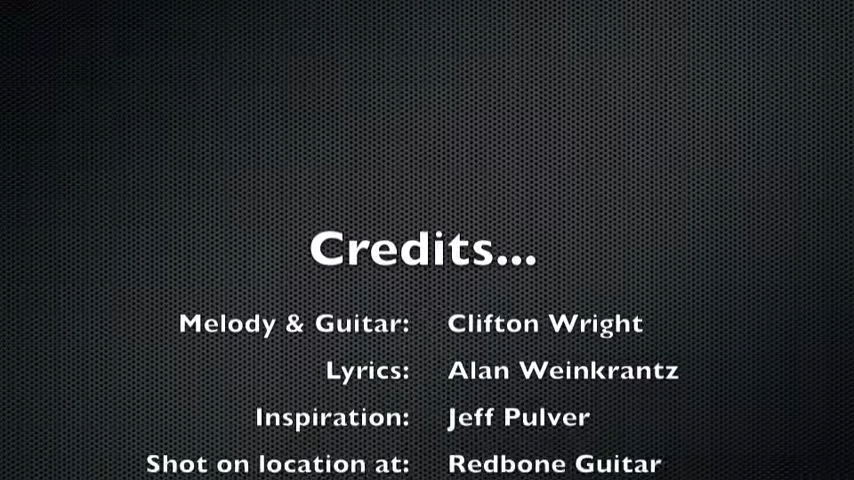 Credits...
Melody & Guitar: Clifton Wright
Lyrics: Alan Weinkrantz
Inspiration: Jeff Pulver
Shot on location at: Redbone Guitar